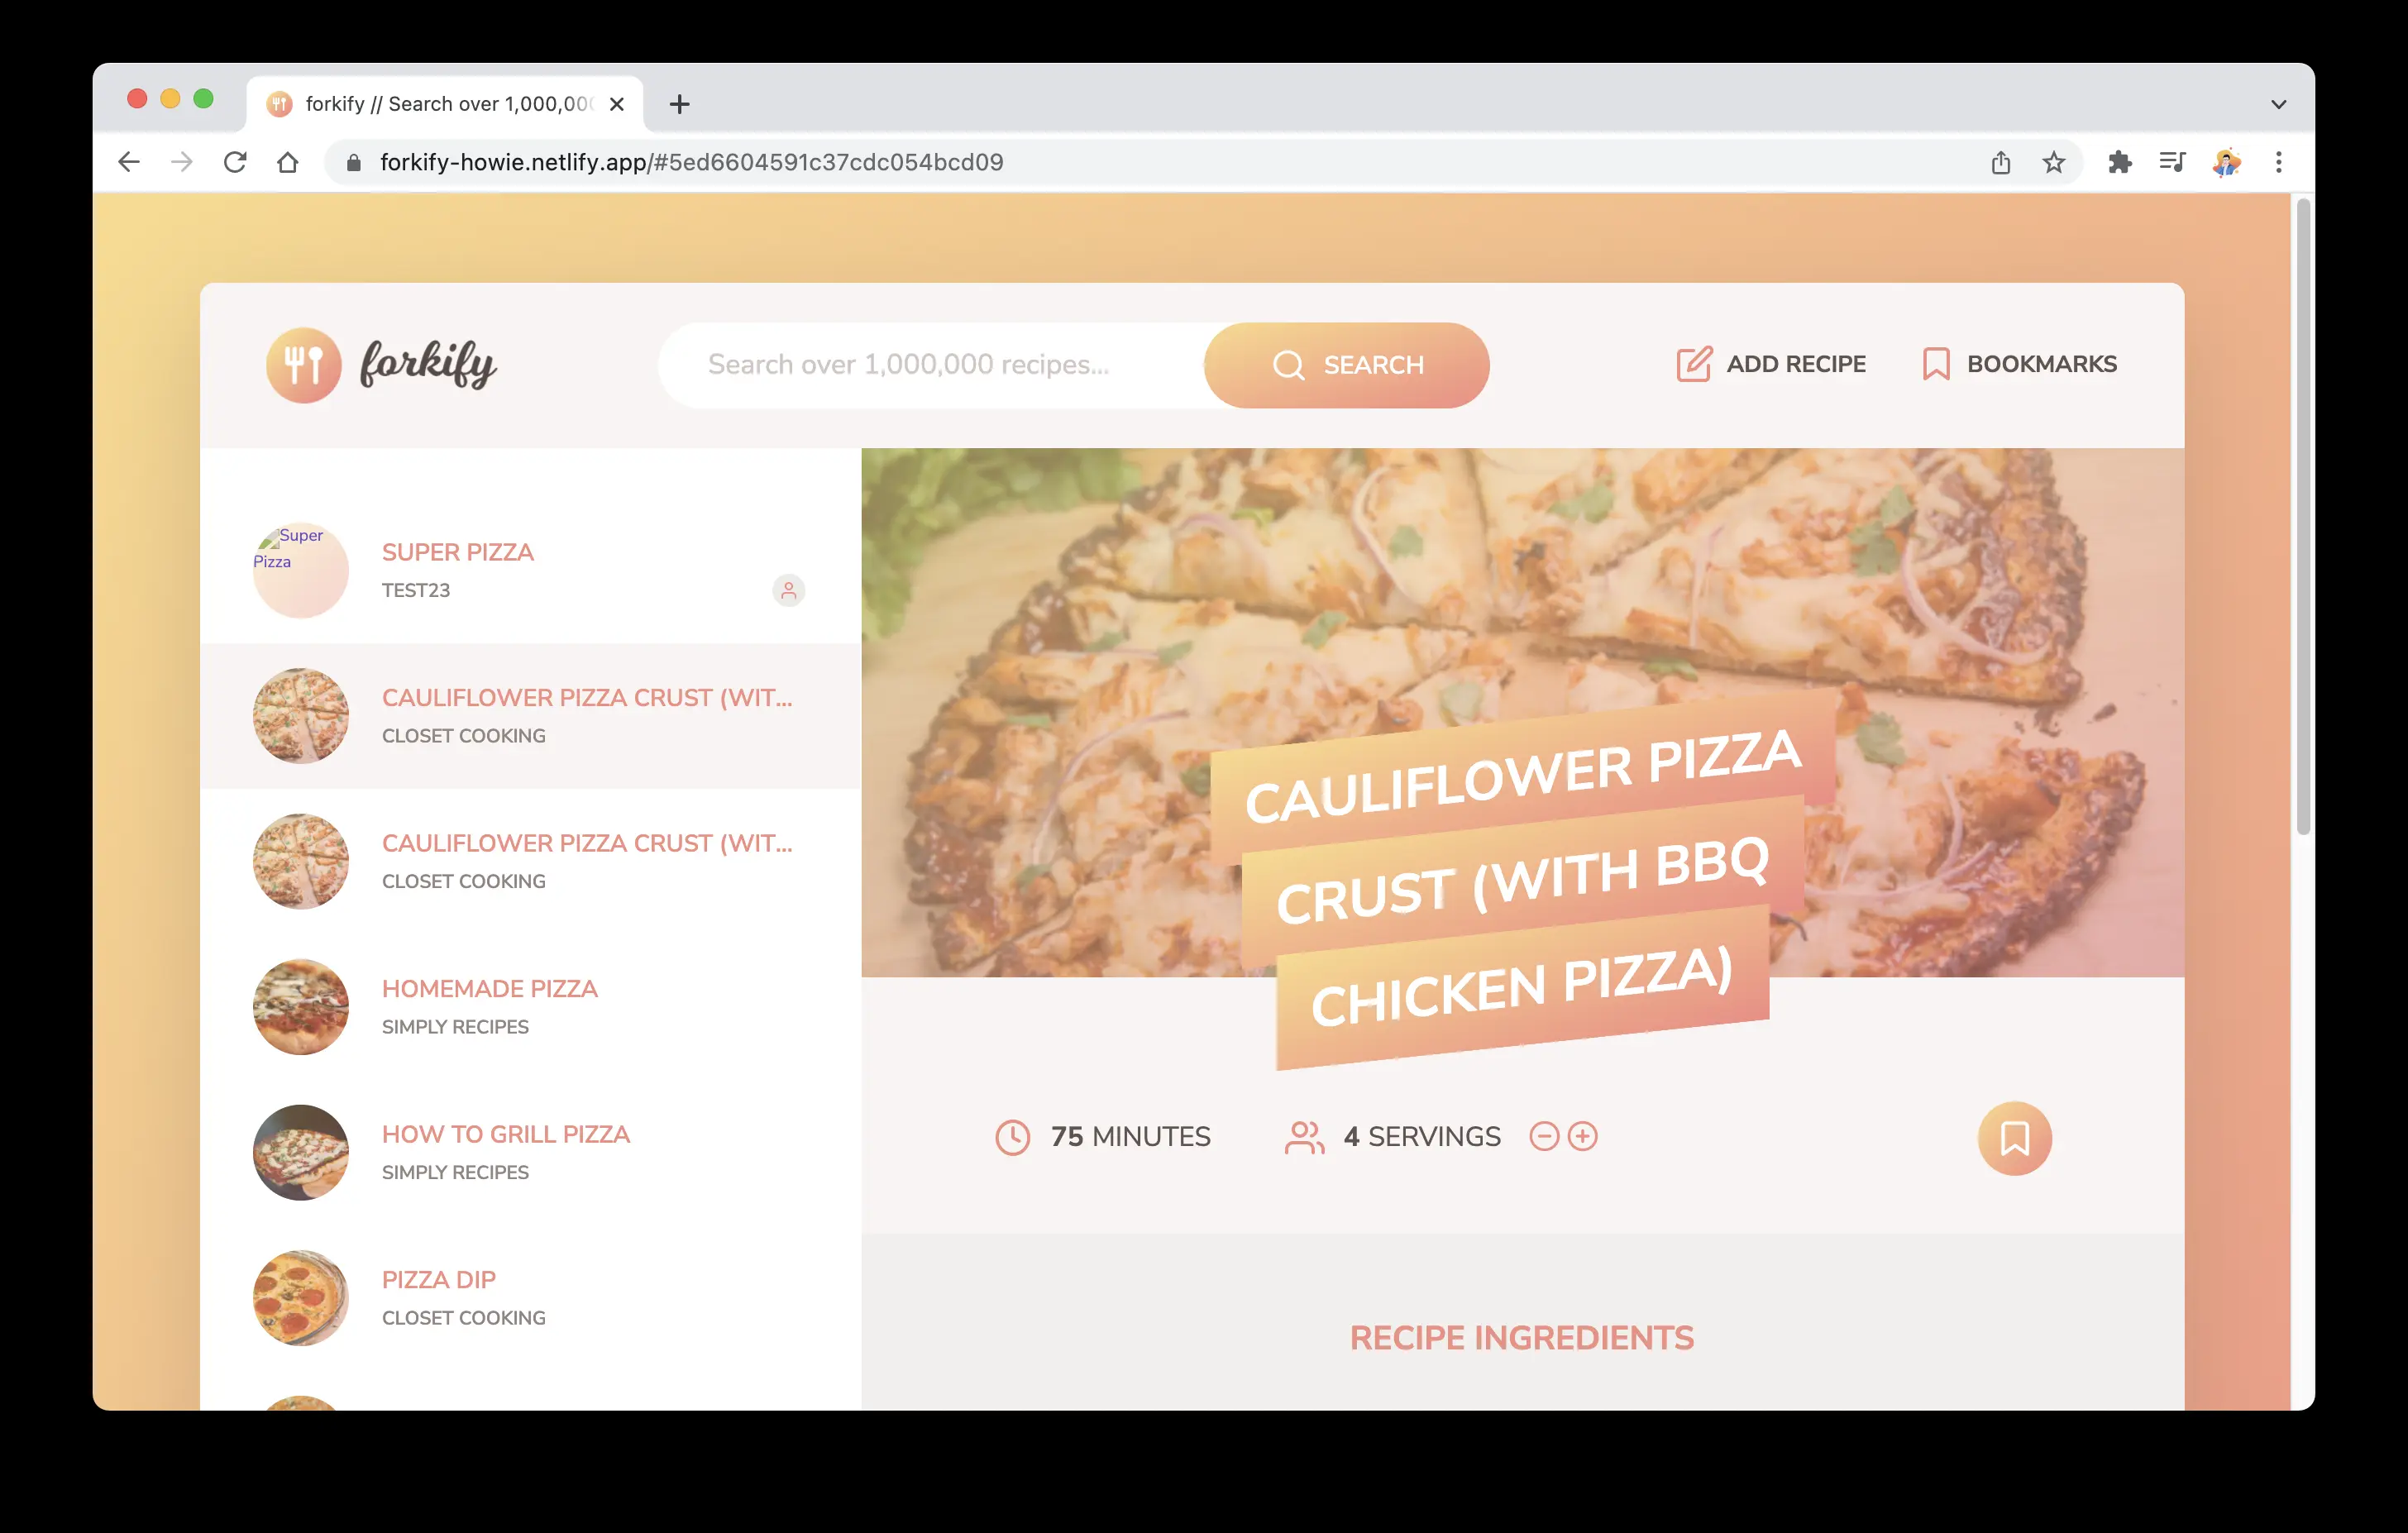 forkify // Search over 1,000,00
forkify-howie.netlify.app/#5ed6604591c37cdc054bcd09
forkify
Search over 1,000,000 recipes...
SEARCH
ADD RECIPE
BOOKMARKS
Super
Pizza
SUPER PIZZA
TEST23
CAULIFLOWER PIZZA CRUST (WIT...
CLOSET COOKING
CAULIFLOWER PIZZA CRUST (WIT...
CLOSET COOKING
HOMEMADE PIZZA
SIMPLY RECIPES
HOW TO GRILL PIZZA
SIMPLY RECIPES
PIZZA DIP
CLOSET COOKING
CAULIFLOWER PIZZA
CRUST (WITH BBQ
CHICKEN PIZZA)
75 MINUTES
4 SERVINGS
RECIPE INGREDIENTS